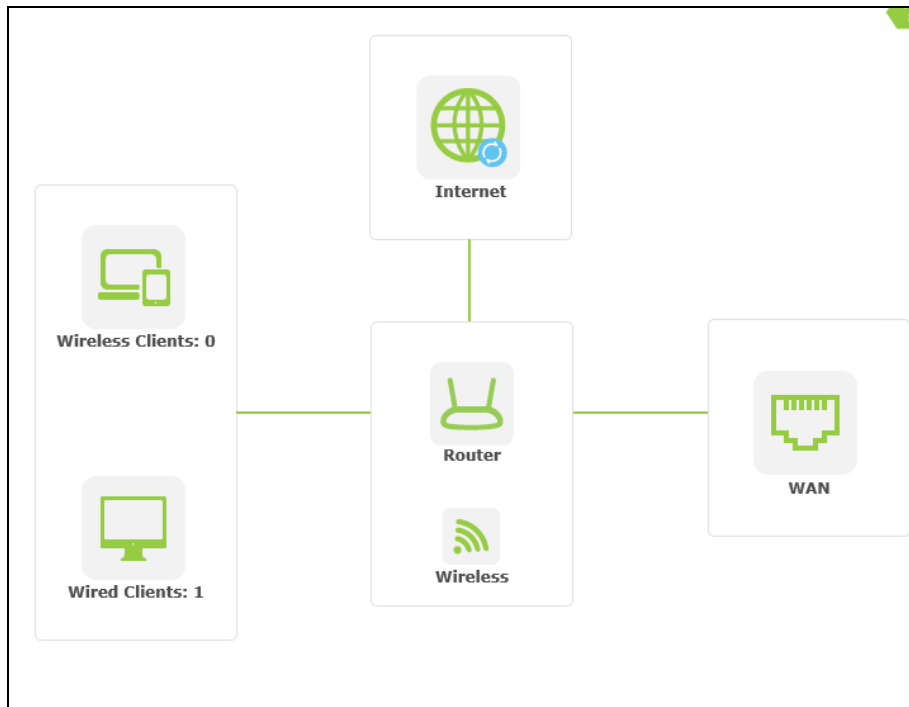 Internet
Wireless Clients: 0
Router
WAN
Wireless
Wired Clients: 1